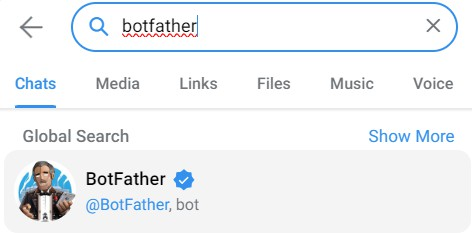 botfather
Chats Media Links Files Music Voice
Global Search Show More
BotFather
@BotFather, bot